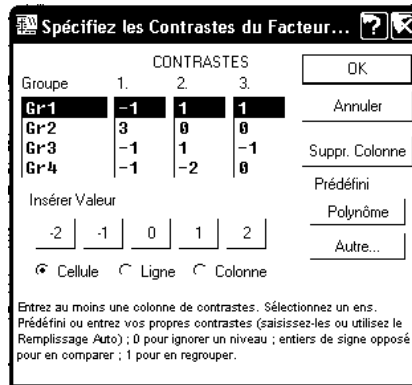 Spécifiez les Contrastes du Facteur...
CONTRASTES
Groupe 1. 2. 3.
Gr1 -1 1 1
Gr2 3 0 0
Gr3 -1 1 -1
Gr4 -1 -2 0
OK
Annuler
Suppr. Colonne
Prédéfini
Polynôme
Autre...
Insérer Valeur
-2 -1 0 1 2
Cellule Ligne Colonne
Entrez au moins une colonne de contrastes. Sélectionnez un ens.
Prédéfini ou entrez vos propres contrastes (saisissez-les ou utilisez le
Remplissage Auto) ; 0 pour ignorer un niveau ; entiers de signe opposé
pour en comparer ; 1 pour en regrouper.